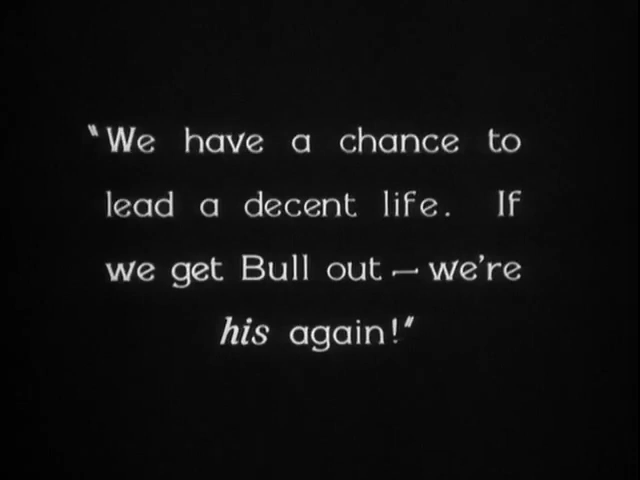 "We have a chance to
lead a decent life. If
we get Bull out — we're
his again!"